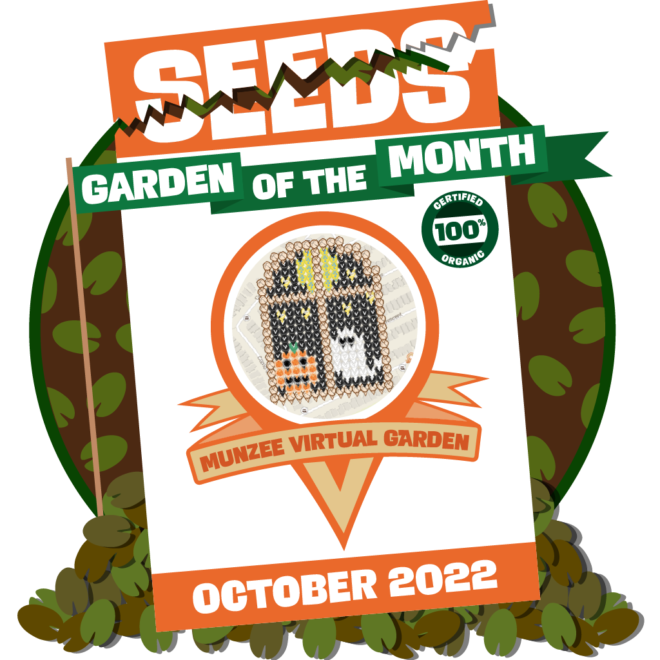 SEEDS
GARDEN OF THE MONTH
CERTIFIED
100%
ORGANIC
MUNZEE VIRTUAL GARDEN
OCTOBER 2022